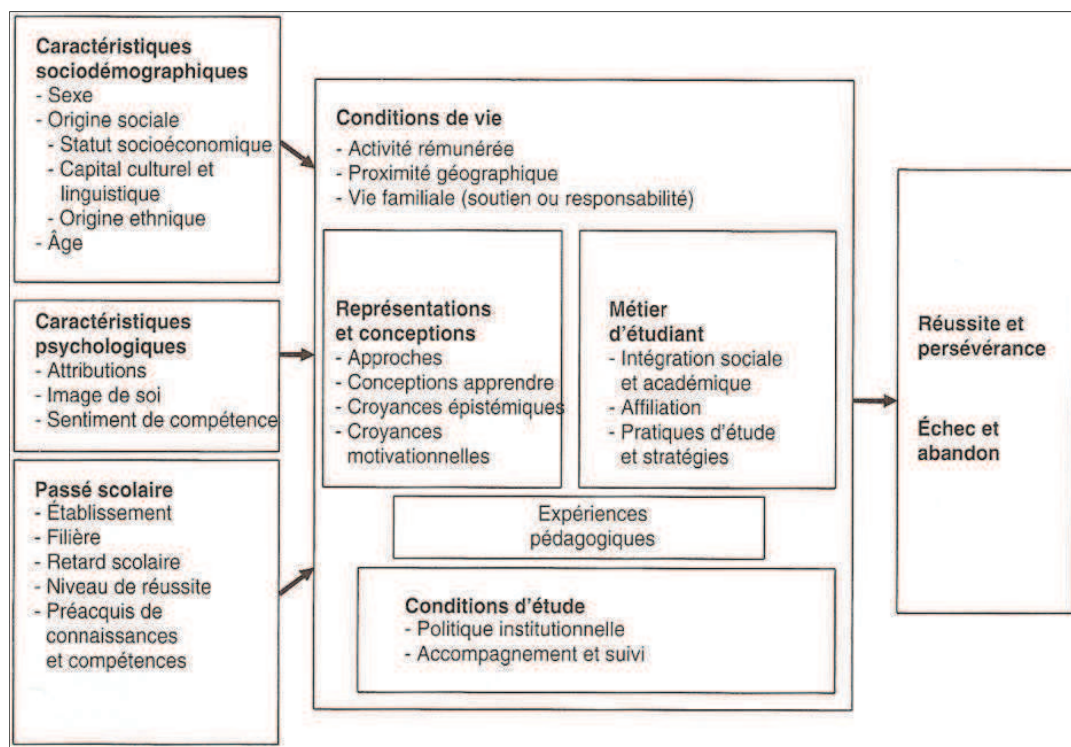 Caractéristiques
sociodémographiques
- Sexe
- Origine sociale
- Statut socioéconomique
- Capital culturel et
linguistique
- Origine ethnique
- Âge
Caractéristiques
psychologiques
- Attributions
- Image de soi
- Sentiment de compétence
Passé scolaire
- Établissement
- Filière
- Retard scolaire
- Niveau de réussite
- Préacquis de
connaissances
et compétences
Conditions de vie
- Activité rémunérée
- Proximité géographique
- Vie familiale (soutien ou responsabilité)
Représentations
et conceptions
- Approches
- Conceptions apprendre
- Croyances épistémiques
- Croyances
motivationnelles
Métier
d'étudiant
- Intégration sociale
et académique
- Affiliation
- Pratiques d'étude
et stratégies
Expériences
pédagogiques
Conditions d'étude
- Politique institutionnelle
- Accompagnement et suivi
Réussite et
persévérance
Échec et
abandon